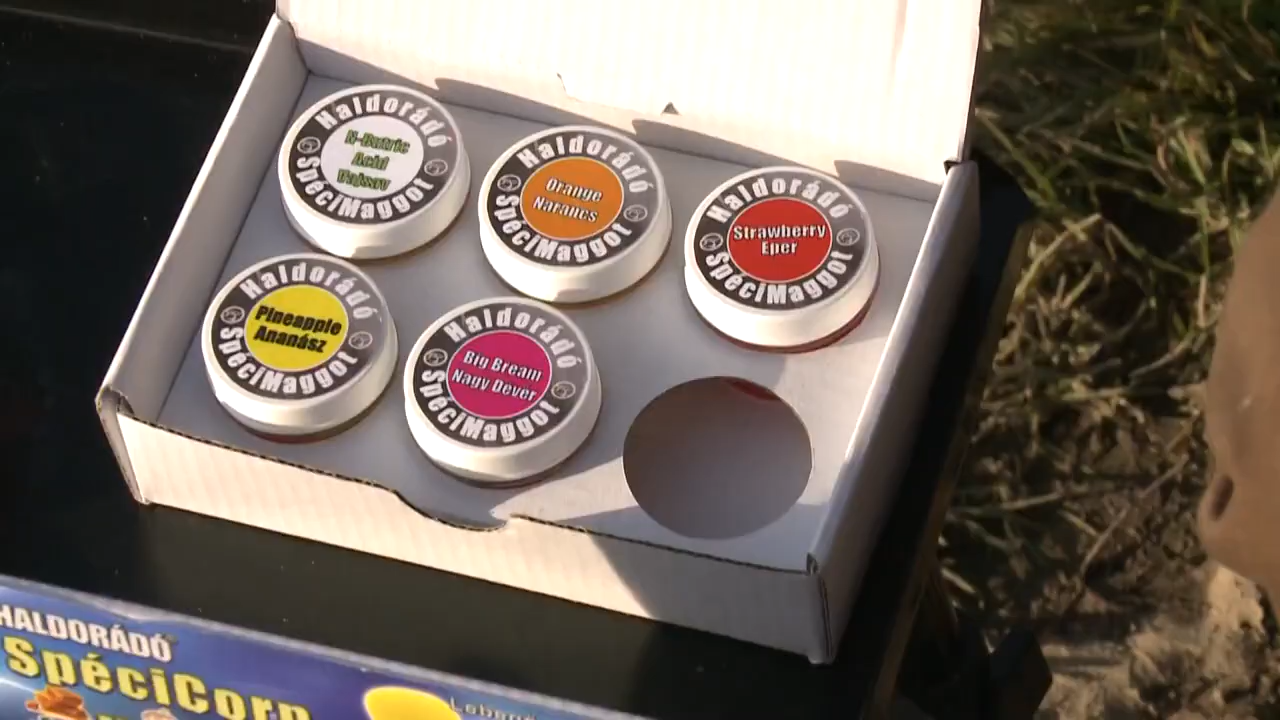 Haldorádó
N-Butric
Acid
Vajsav
SpéciMaggot
Haldorádó
Orange
Narancs
SpéciMaggot
Haldorádó
Strawberry
Eper
SpéciMaggot
Haldorádó
Pineapple
Ananász
SpéciMaggot
Haldorádó
Big Bream
Nagy Dévér
SpéciMaggot
HALDORÁDÓ
SpéciCorn